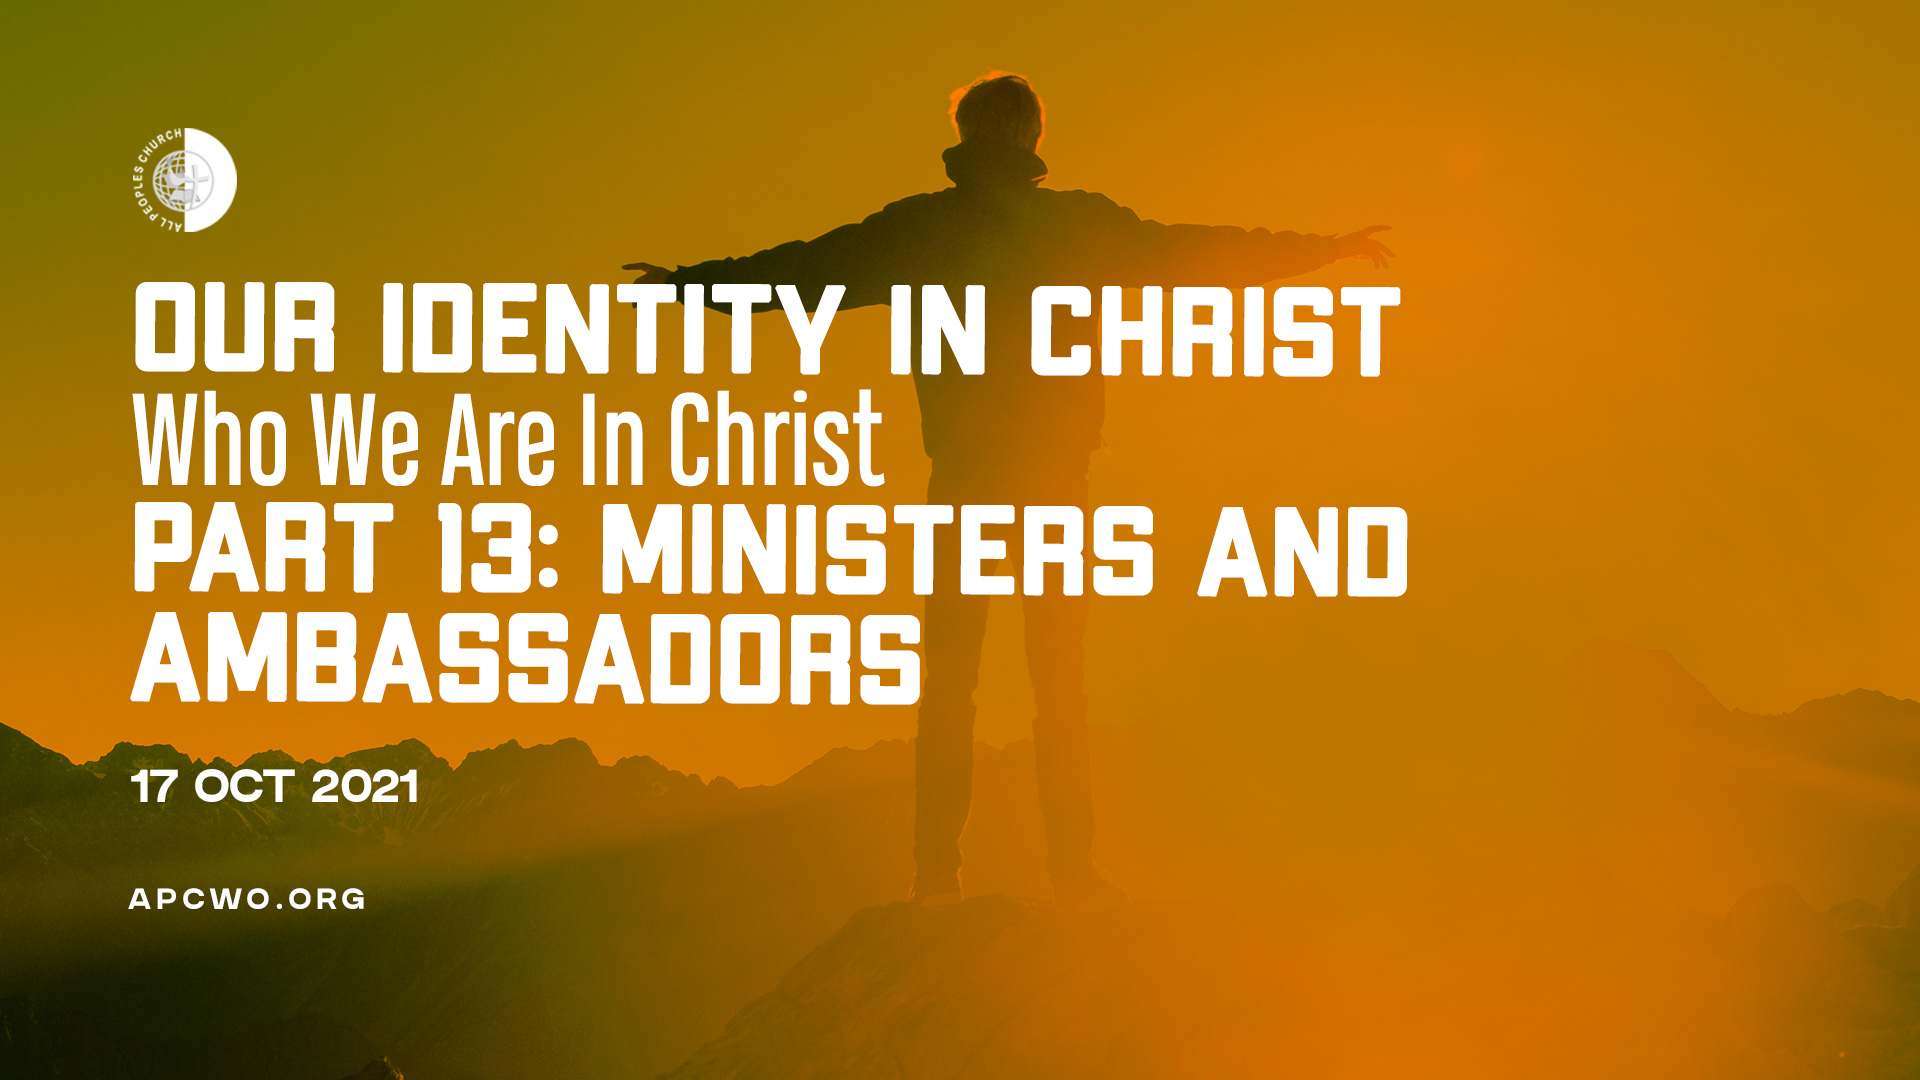 ALL PEOPLES CHURCH
OUR IDENTITY IN CHRIST
Who We Are In Christ
PART 13: MINISTERS AND
AMBASSADORS
17 OCT 2021
APCWO.ORG